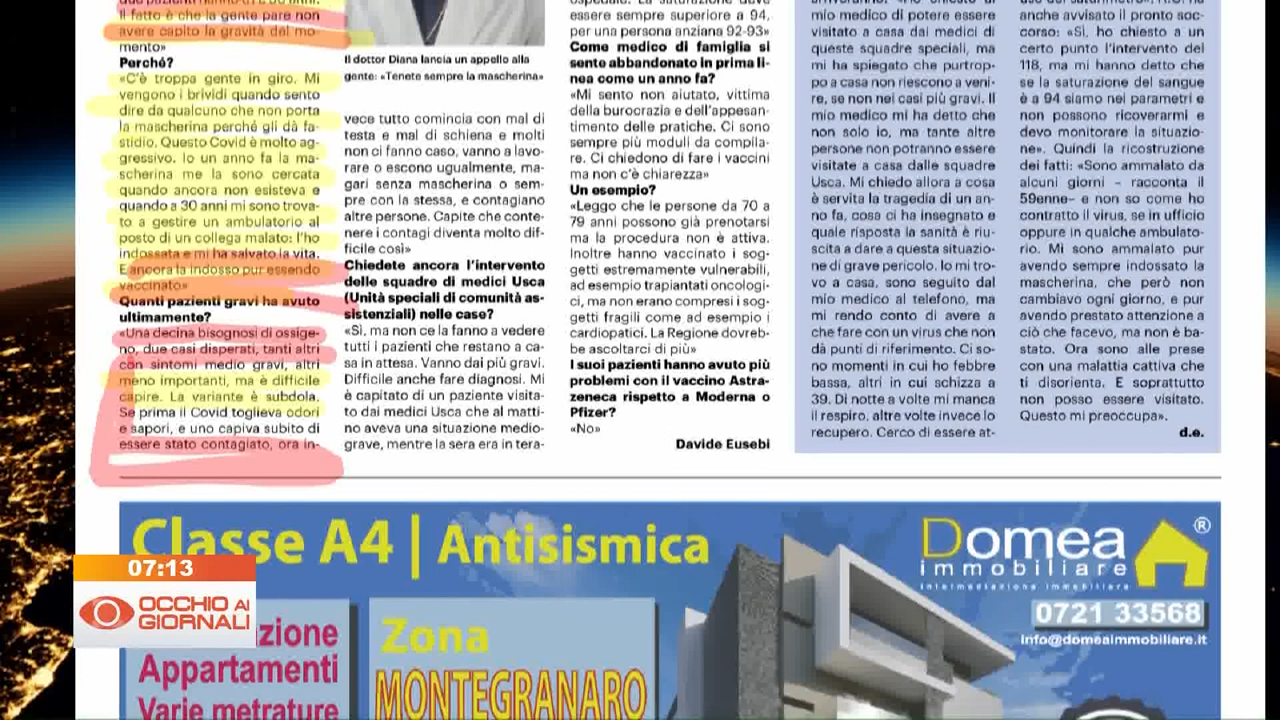 Il fatto è che la gente pare non
avere capito la gravità del mo-
mento»
Perché?
«C'è troppa gente in giro. Mi
vengono i brividi quando sento
dire da qualcuno che non porta
la mascherina perché gli dà fa-
stidio. Questo Covid è molto ag-
gressivo. Io un anno fa la ma-
scherina me la sono cercata
quando ancora non esisteva e
quando a 30 anni mi sono trova-
to a gestire un ambulatorio al
posto di un collega malato: l'ho
indossata e mi ha salvato la vita.
E ancora la indosso pur essendo
vaccinato»
Quanti pazienti gravi ha avuto
ultimamente?
«Una decina bisognosi di ossige-
no, due casi disperati, tanti altri
con sintomi medio gravi, altri
meno importanti, ma è difficile
capire. La variante è subdola.
Se prima il Covid toglieva odori
e sapori, e uno capiva subito di
essere stato contagiato, ora in-
Il dottor Diana lancia un appello alla
gente: «Tenete sempre la mascherina»
vece tutto comincia con mal di
testa e mal di schiena e molti
non ci fanno caso, vanno a lavo-
rare o escono ugualmente, ma-
gari senza mascherina o sem-
pre con la stessa, e contagiano
altre persone. Capite che conte-
nere i contagi diventa molto dif-
ficile così»
Chiedete ancora l'intervento
delle squadre di medici Usca
(Unità speciali di comunità as-
sistenziali) nelle case?
«Sì, ma non ce la fanno a vedere
tutti i pazienti che restano a ca-
sa in attesa. Vanno dai più gravi.
Difficile anche fare diagnosi. Mi
è capitato di un paziente visita-
to dai medici Usca che al matti-
no aveva una situazione medio-
grave, mentre la sera era in tera-
essere sempre superiore a 94,
per una persona anziana 92-93»
Come medico di famiglia si
sente abbandonato in prima li-
nea come un anno fa?
«Mi sento non aiutato, vittima
della burocrazia e dell'appesan-
timento delle pratiche. Ci sono
sempre più moduli da compila-
re. Ci chiedono di fare i vaccini
ma non c'è chiarezza»
Un esempio?
«Leggo che le persone da 70 a
79 anni possono già prenotarsi
ma la procedura non è attiva.
Inoltre hanno vaccinato i sog-
getti estremamente vulnerabili,
ad esempio trapiantati oncologi-
ci, ma non erano compresi i sog-
getti fragili come ad esempio i
cardiopatici. La Regione dovreb-
be ascoltarci di più»
I suoi pazienti hanno avuto più
problemi con il vaccino Astra-
zeneca rispetto a Moderna o
Pfizer?
«No»
Davide Eusebi
mio medico di potere essere
visitato a casa dai medici di
queste squadre speciali, ma
mi ha spiegato che purtrop-
po a casa non riescono a veni-
re, se non nei casi più gravi. Il
mio medico mi ha detto che
non solo io, ma tante altre
persone non potranno essere
visitate a casa dalle squadre
Usca. Mi chiedo allora a cosa
è servita la tragedia di un an-
no fa, cosa ci ha insegnato e
quale risposta la sanità è riu-
scita a dare a questa situazio-
ne di grave pericolo. Io mi tro-
vo a casa, sono seguito dal
mio medico al telefono, ma
mi rendo conto di avere a
che fare con un virus che non
dà punti di riferimento. Ci so-
no momenti in cui ho febbre
bassa, altri in cui schizza a
39. Di notte a volte mi manca
il respiro, altre volte invece lo
recupero. Cerco di essere at-
anche avvisato il pronto soc-
corso: «Sì, ho chiesto a un
certo punto l'intervento del
118, ma mi hanno detto che
se la saturazione del sangue
è a 94 siamo nei parametri e
non possono ricoverarmi e
devo monitorare la situazio-
ne». Quindi la ricostruzione
dei fatti: «Sono ammalato da
alcuni giorni – racconta il
59enne– e non so come ho
contratto il virus, se in ufficio
oppure in qualche ambulato-
rio. Mi sono ammalato pur
avendo sempre indossato la
mascherina, che però non
cambiavo ogni giorno, e pur
avendo prestato attenzione a
ciò che facevo, ma non è ba-
stato. Ora sono alle prese
con una malattia cattiva che
ti disorienta. E soprattutto
non posso essere visitato.
Questo mi preoccupa».
d.e.
Classe A4 | Antisismica
Domea
®
immobiliare
intermediazione immobiliare
0721 33568
info@domeaimmobiliare.it
07:13
OCCHIO AI
GIORNALI
zione
Appartamenti
Varie metrature
Zona
MONTEGRANARO